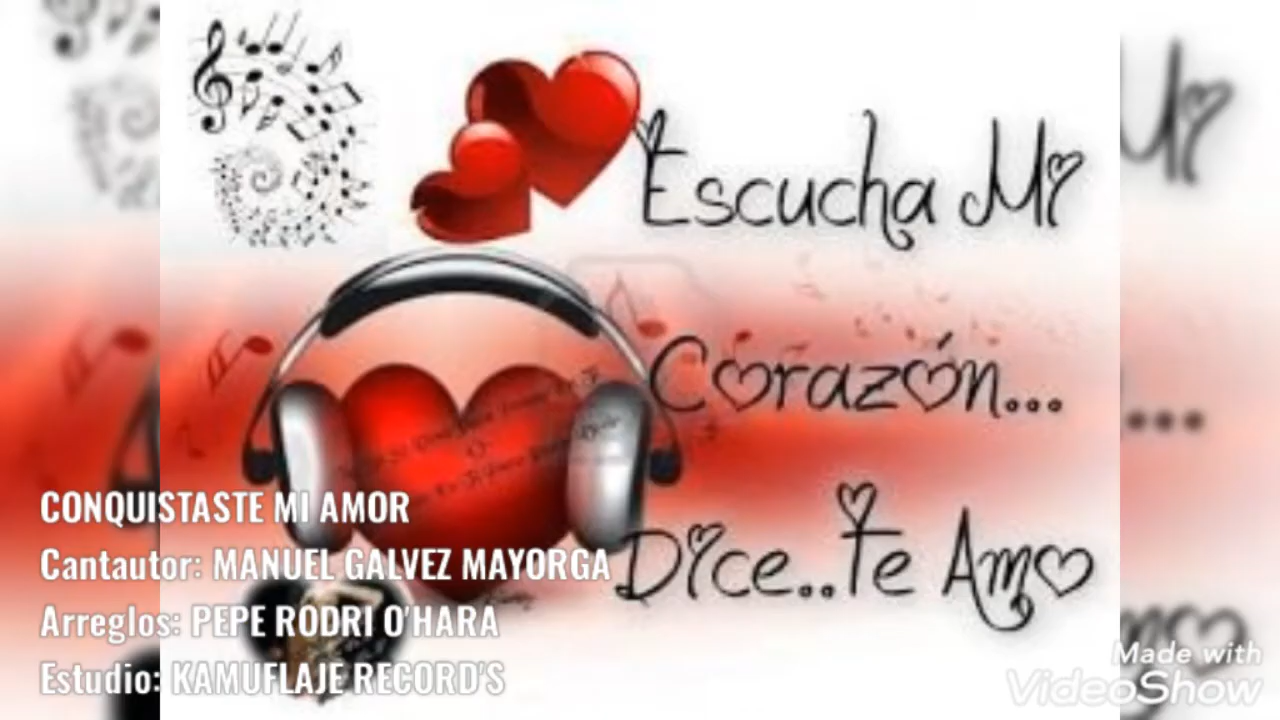 Escucha Mi
Corazón...
Dice..Te Amo
CONQUISTASTE MI AMOR
Cantautor: MANUEL GALVEZ MAYORGA
Arreglos: PEPE RODRI O'HARA
Estudio: KAMUFLAJE RECORD'S
Made with
VideoShow